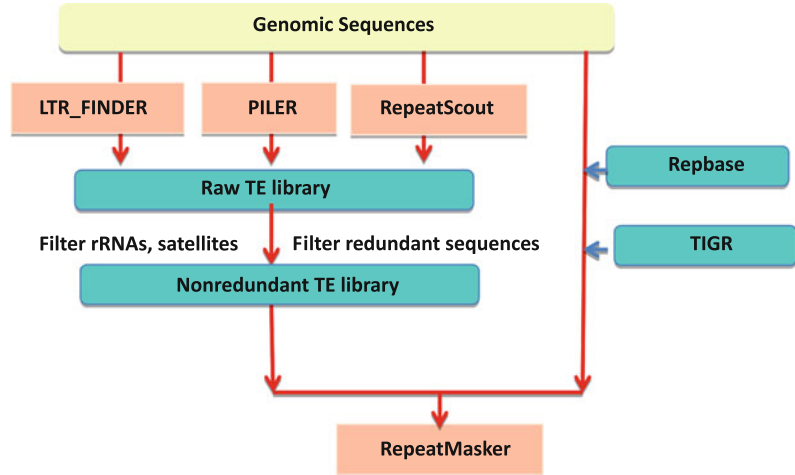 Genomic Sequences
LTR_FINDER
PILER
RepeatScout
Repbase
Raw TE library
Filter rRNAs, satellites
Filter redundant sequences
TIGR
Nonredundant TE library
RepeatMasker